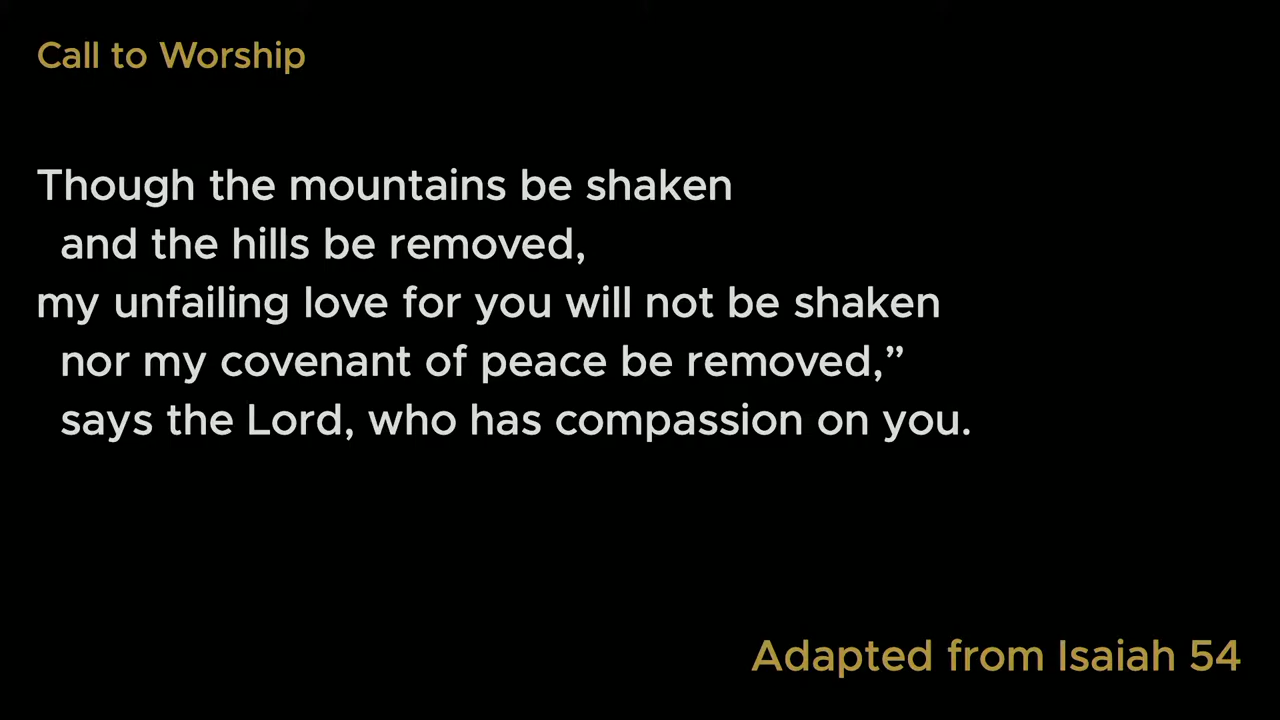 Call to Worship
Though the mountains be shaken
and the hills be removed,
my unfailing love for you will not be shaken
nor my covenant of peace be removed,”
says the Lord, who has compassion on you.
Adapted from Isaiah 54